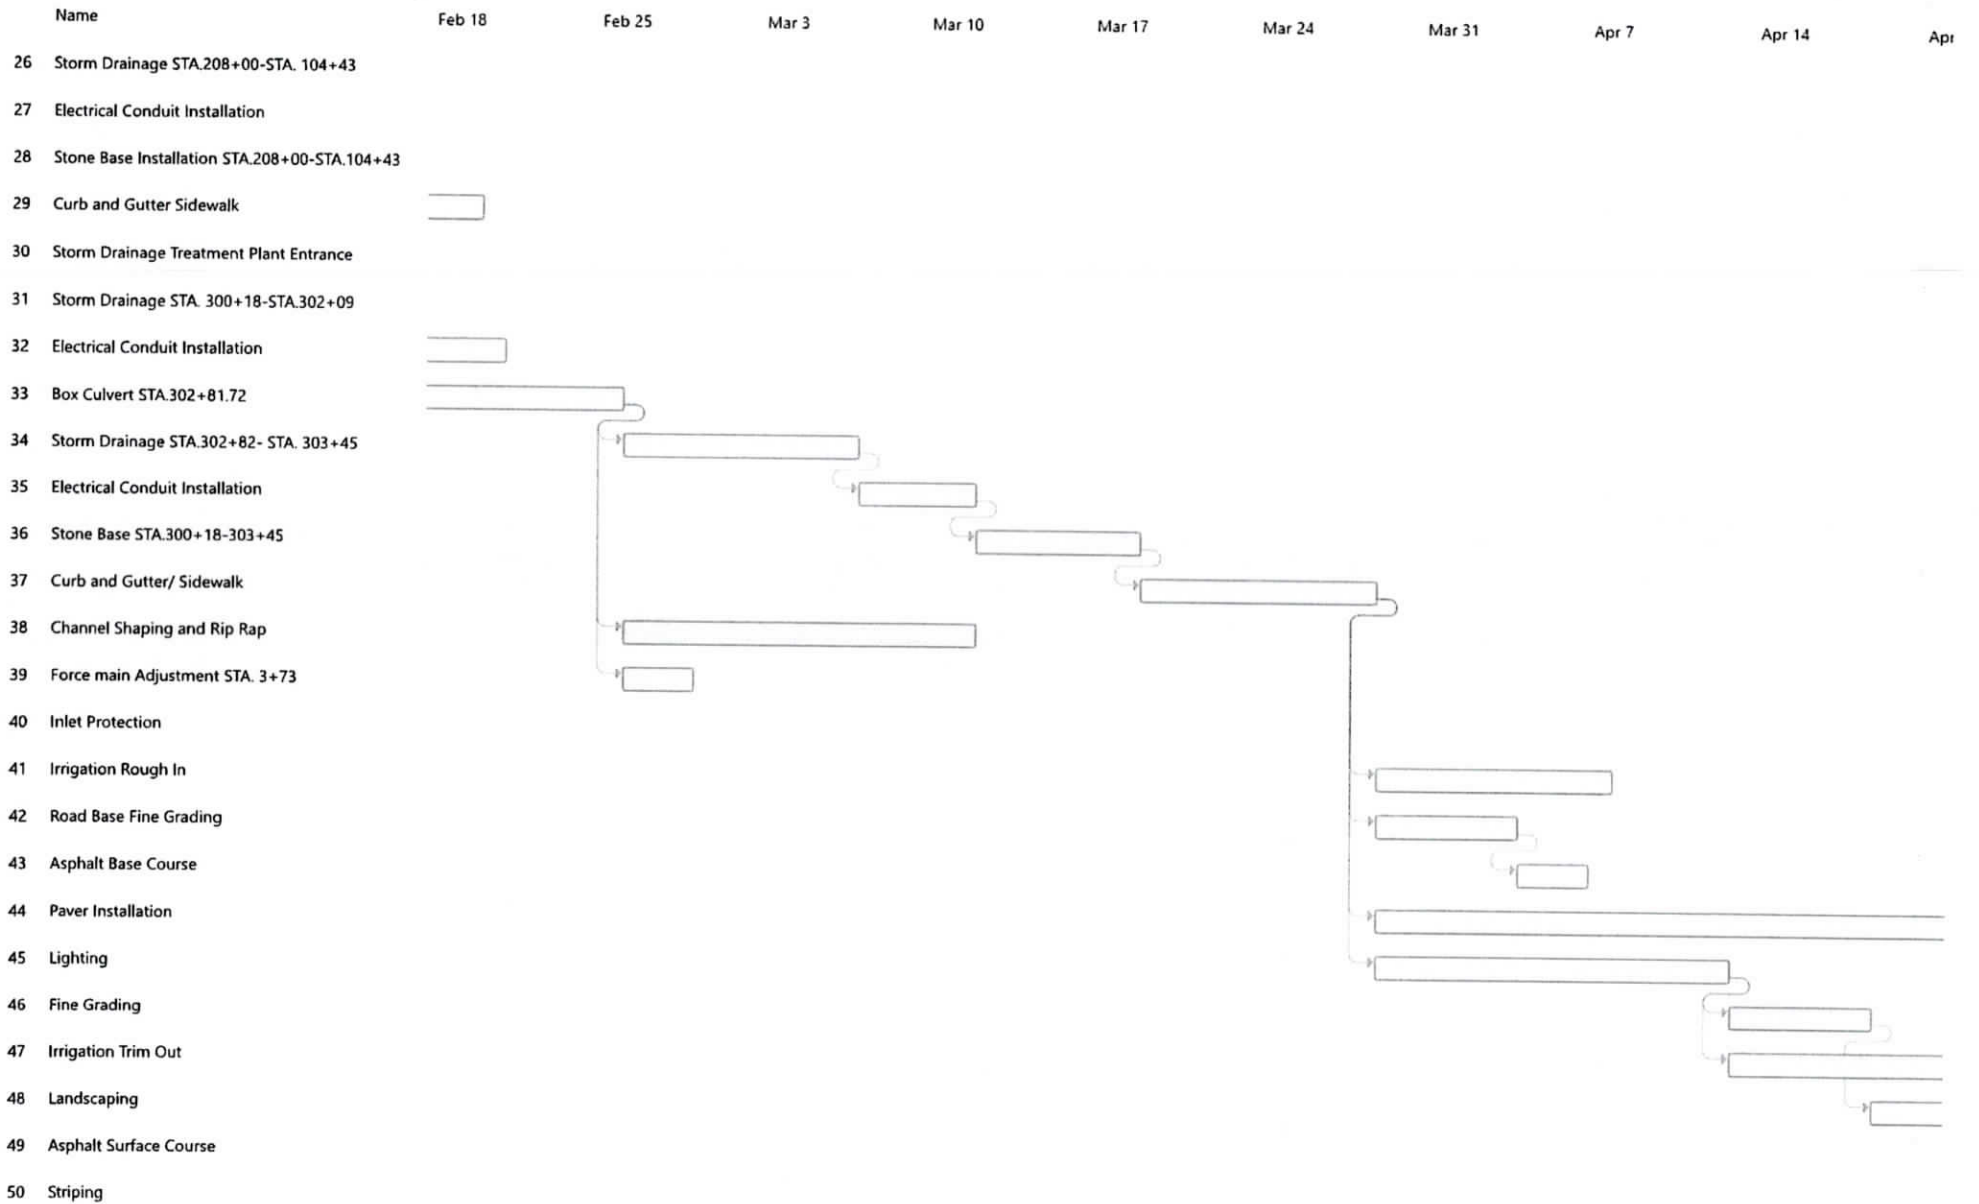 Name Feb 18 Feb 25 Mar 3 Mar 10 Mar 17 Mar 24 Mar 31 Apr 7 Apr 14 Apr
26 Storm Drainage STA.208+00-STA. 104+43
27 Electrical Conduit Installation
28 Stone Base Installation STA.208+00-STA.104+43
29 Curb and Gutter Sidewalk
30 Storm Drainage Treatment Plant Entrance
31 Storm Drainage STA. 300+18-STA.302+09
32 Electrical Conduit Installation
33 Box Culvert STA.302+81.72
34 Storm Drainage STA.302+82- STA. 303+45
35 Electrical Conduit Installation
36 Stone Base STA.300+18-303+45
37 Curb and Gutter/ Sidewalk
38 Channel Shaping and Rip Rap
39 Force main Adjustment STA. 3+73
40 Inlet Protection
41 Irrigation Rough In
42 Road Base Fine Grading
43 Asphalt Base Course
44 Paver Installation
45 Lighting
46 Fine Grading
47 Irrigation Trim Out
48 Landscaping
49 Asphalt Surface Course
50 Striping